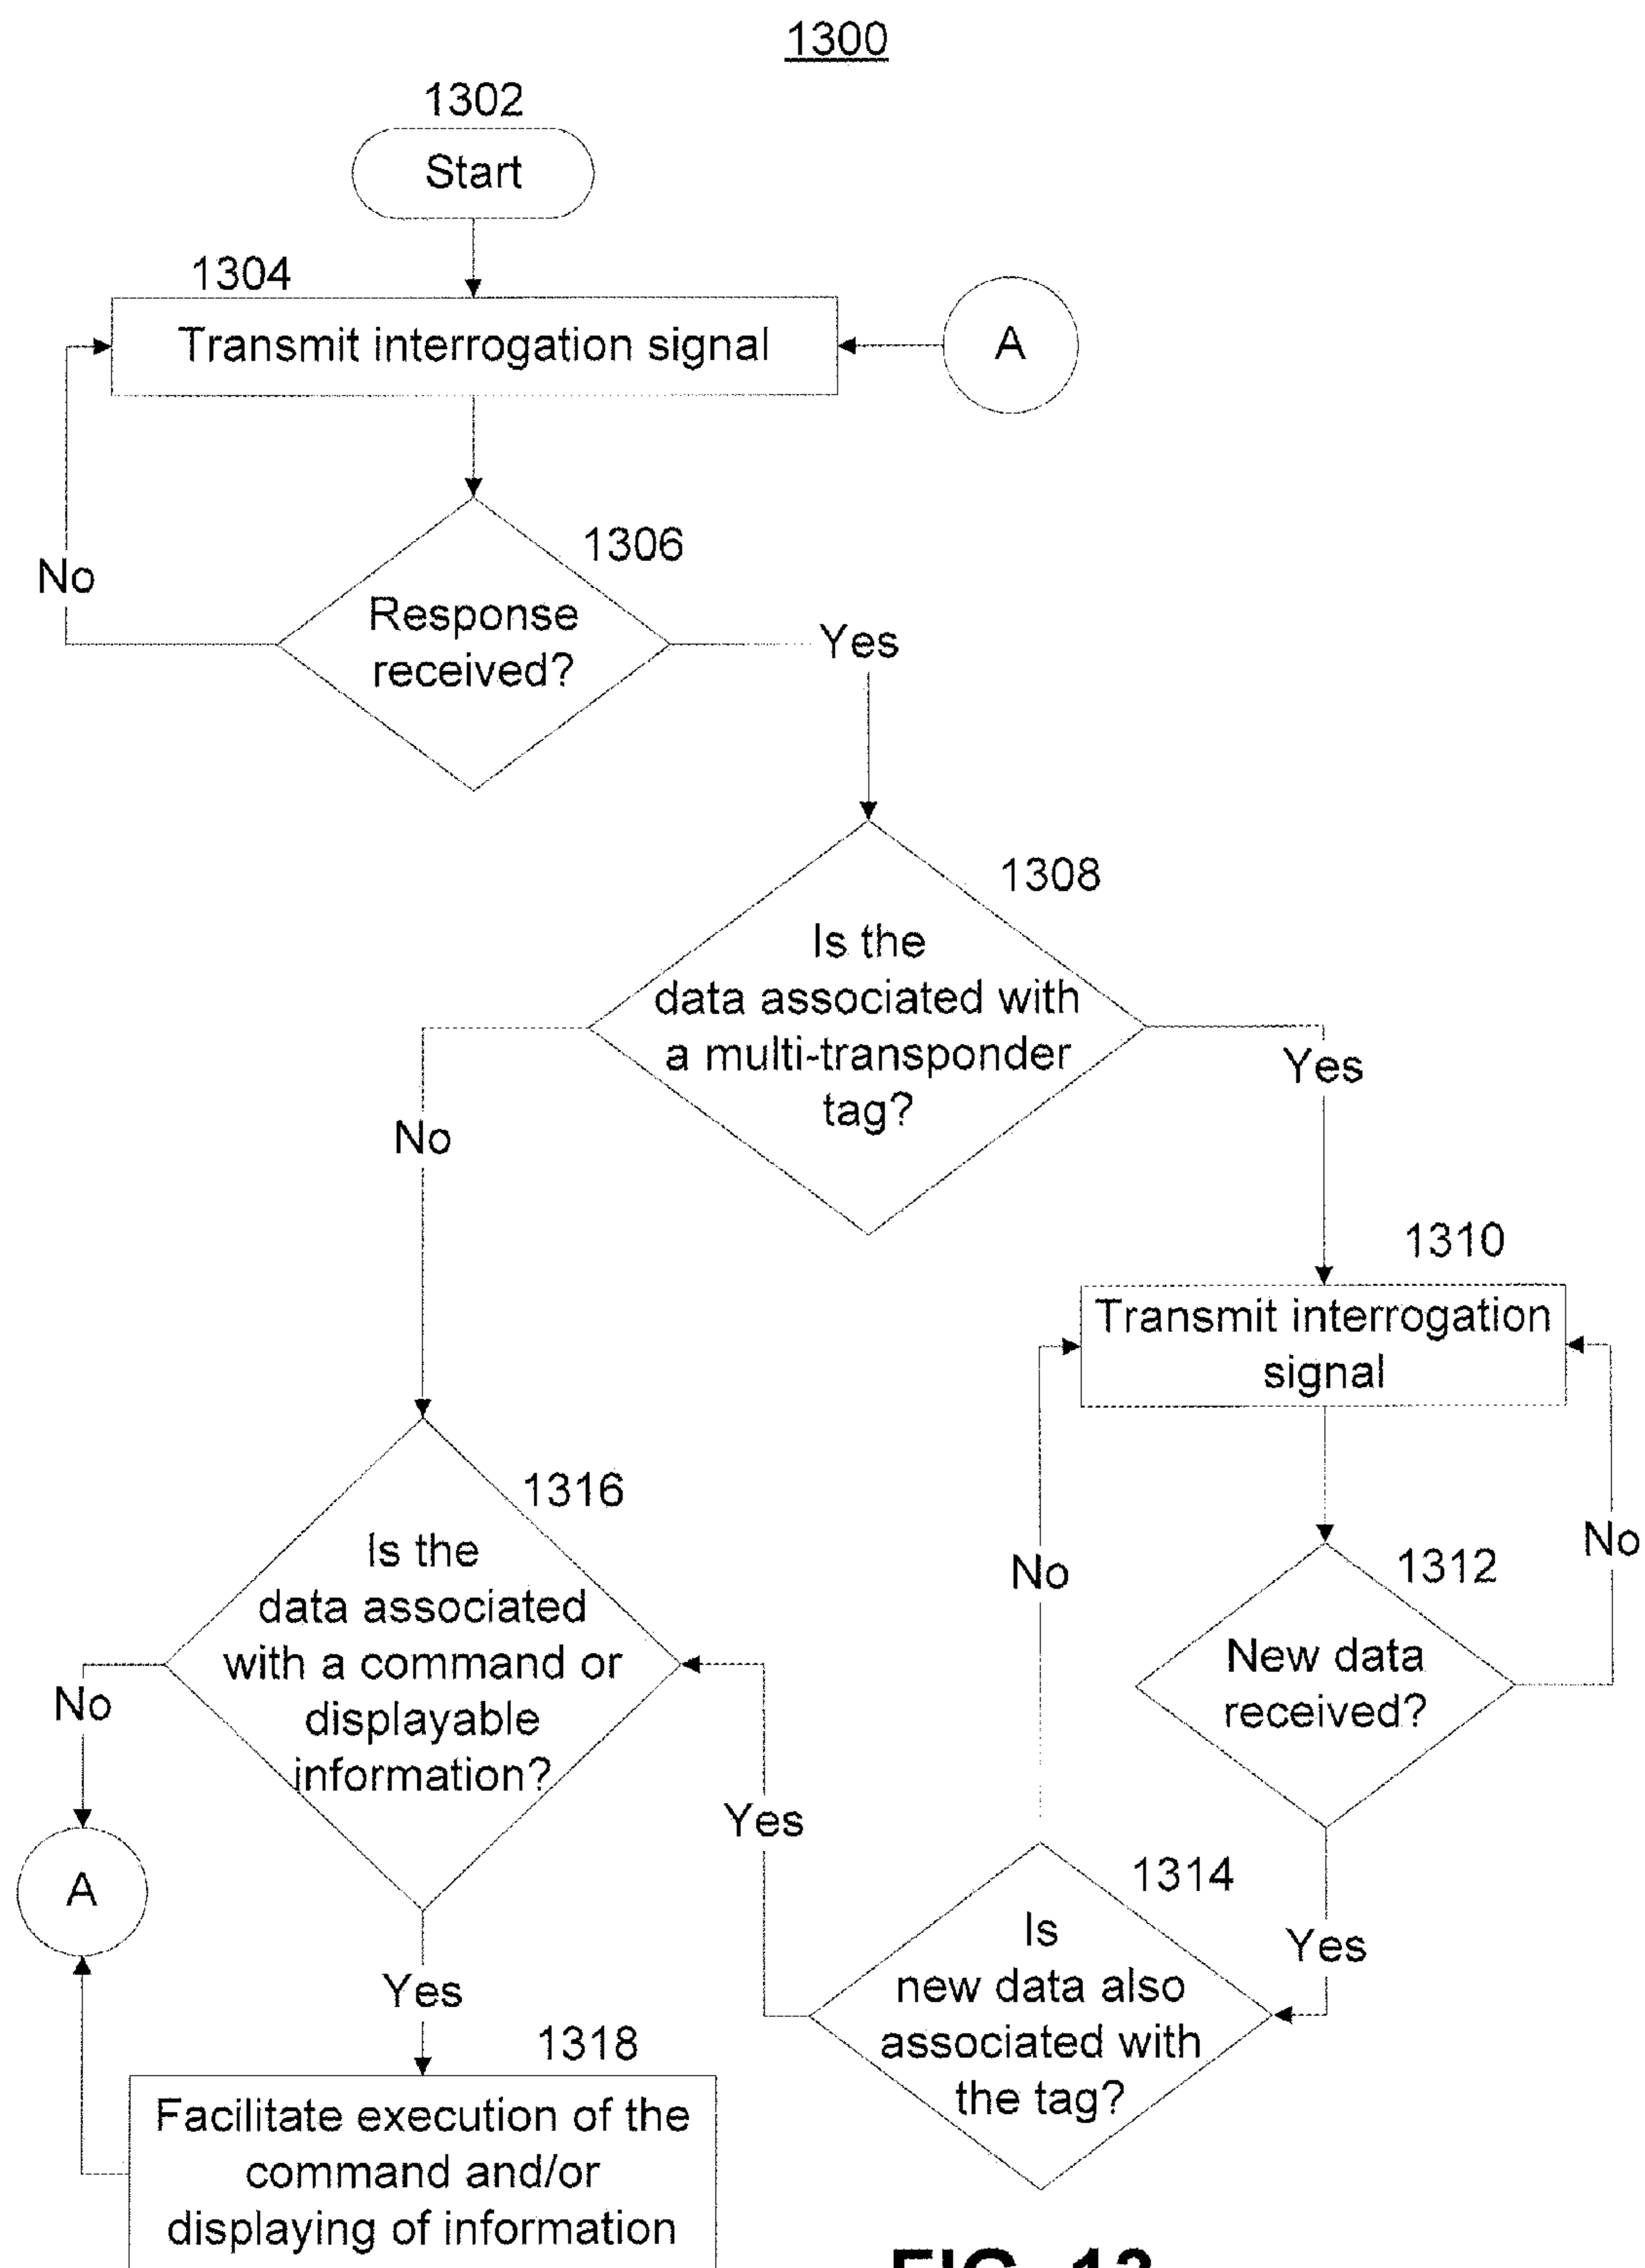 1300
1302
Start
1304
Transmit interrogation signal
A
1306
No
Response
received?
Yes
1308
Is the
data associated with
a multi-transponder
tag?
Yes
No
1310
Transmit interrogation
signal
1316
Is the
data associated
with a command or
displayable
information?
No
No
1312
No
New data
received?
Yes
1314
A
Is
new data also
associated with
the tag?
Yes
Yes
1318
Facilitate execution of the
command and/or
displaying of information
FIG. 13